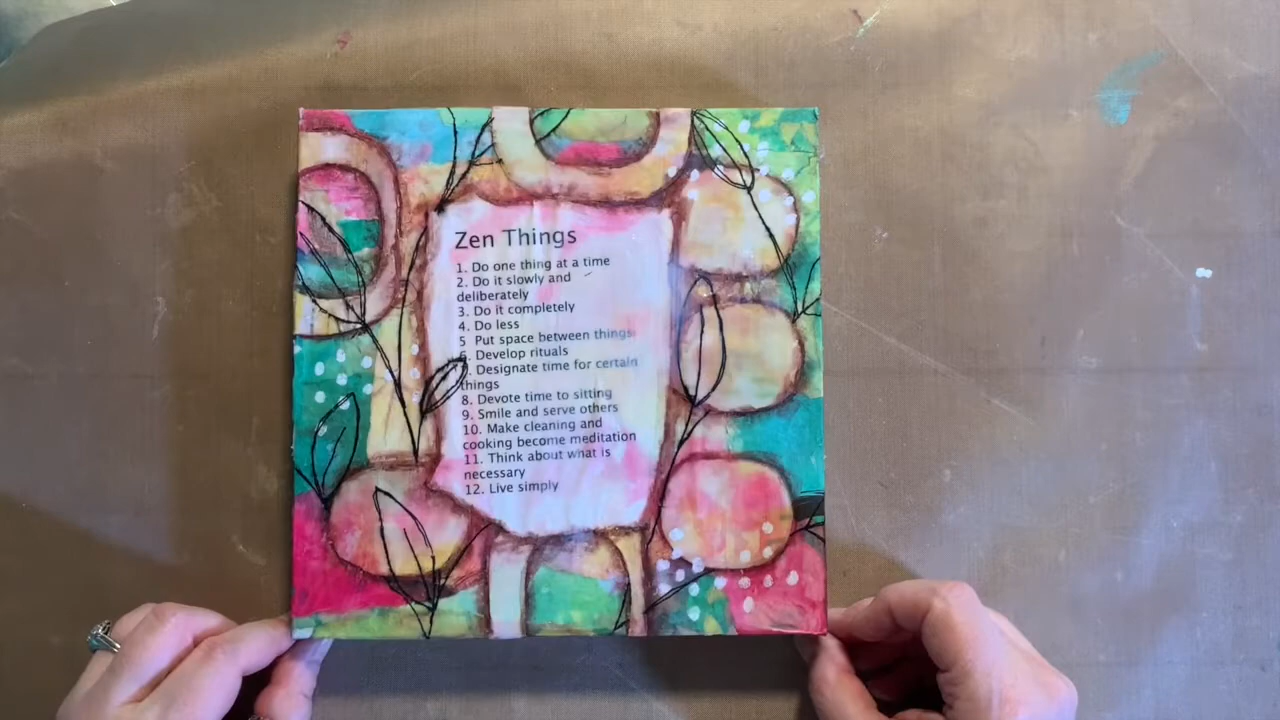 Zen Things
1. Do one thing at a time
2. Do it slowly and
deliberately
3. Do it completely
4. Do less
5 Put space between things
6. Develop rituals
. Designate time for certain
things
8. Devote time to sitting
9. Smile and serve others
10. Make cleaning and
cooking become meditation
11. Think about what is
necessary
12. Live simply